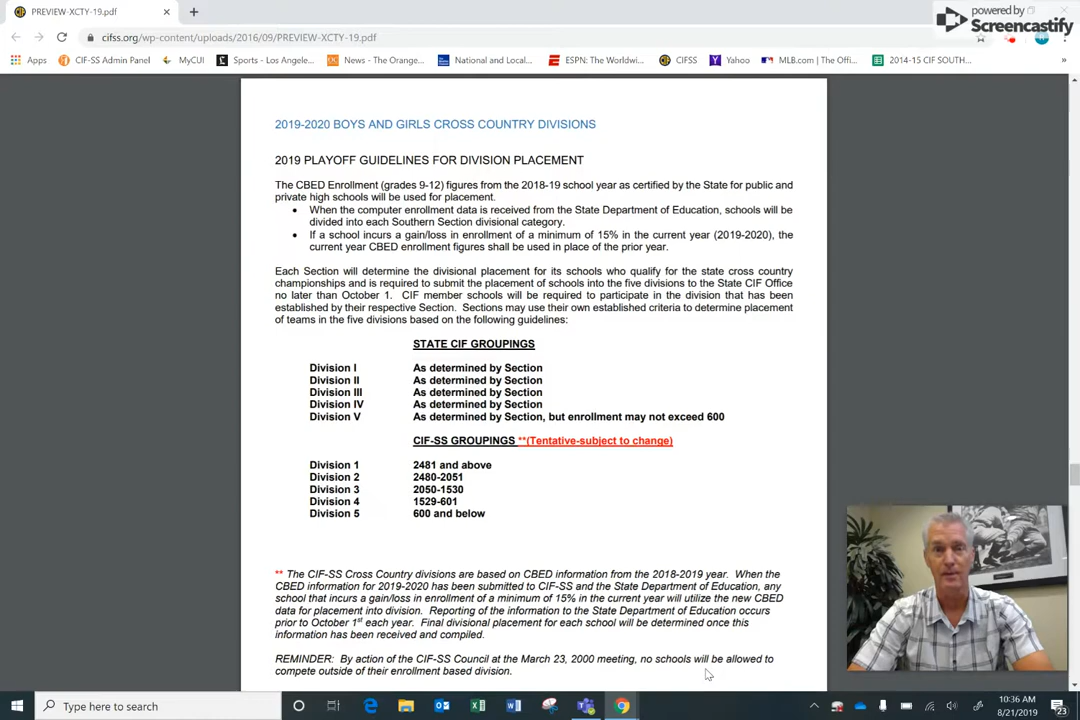 PREVIEW-XCTY-19.pdf
powered by
Screencastify
cifss.org/wp-content/uploads/2016/09/PREVIEW-XCTY-19.pdf
Apps CIF-SS Admin Panel MyCUI Sports - Los Angele... News - The Orange... National and Local... ESPN: The Worldwi... CIFSS Yahoo MLB.com | The Offi... 2014-15 CIF SOUTH...
2019-2020 BOYS AND GIRLS CROSS COUNTRY DIVISIONS
2019 PLAYOFF GUIDELINES FOR DIVISION PLACEMENT
The CBED Enrollment (grades 9-12) figures from the 2018-19 school year as certified by the State for public and
private high schools will be used for placement.
• When the computer enrollment data is received from the State Department of Education, schools will be
divided into each Southern Section divisional category.
• If a school incurs a gain/loss in enrollment of a minimum of 15% in the current year (2019-2020), the
current year CBED enrollment figures shall be used in place of the prior year.
Each Section will determine the divisional placement for its schools who qualify for the state cross country
championships and is required to submit the placement of schools into the five divisions to the State CIF Office
no later than October 1. CIF member schools will be required to participate in the division that has been
established by their respective Section. Sections may use their own established criteria to determine placement
of teams in the five divisions based on the following guidelines:
STATE CIF GROUPINGS
Division I As determined by Section
Division II As determined by Section
Division III As determined by Section
Division IV As determined by Section
Division V As determined by Section, but enrollment may not exceed 600
CIF-SS GROUPINGS **(Tentative-subject to change)
Division 1 2481 and above
Division 2 2480-2051
Division 3 2050-1530
Division 4 1529-601
Division 5 600 and below
** The CIF-SS Cross Country divisions are based on CBED information from the 2018-2019 year. When the
CBED information for 2019-2020 has been submitted to CIF-SS and the State Department of Education, any
school that incurs a gain/loss in enrollment of a minimum of 15% in the current year will utilize the new CBED
data for placement into division. Reporting of the information to the State Department of Education occurs
prior to October 1st each year. Final divisional placement for each school will be determined once this
information has been received and compiled.
REMINDER: By action of the CIF-SS Council at the March 23, 2000 meeting, no schools will be allowed to
compete outside of their enrollment based division.
Type here to search
10:36 AM
8/21/2019
23